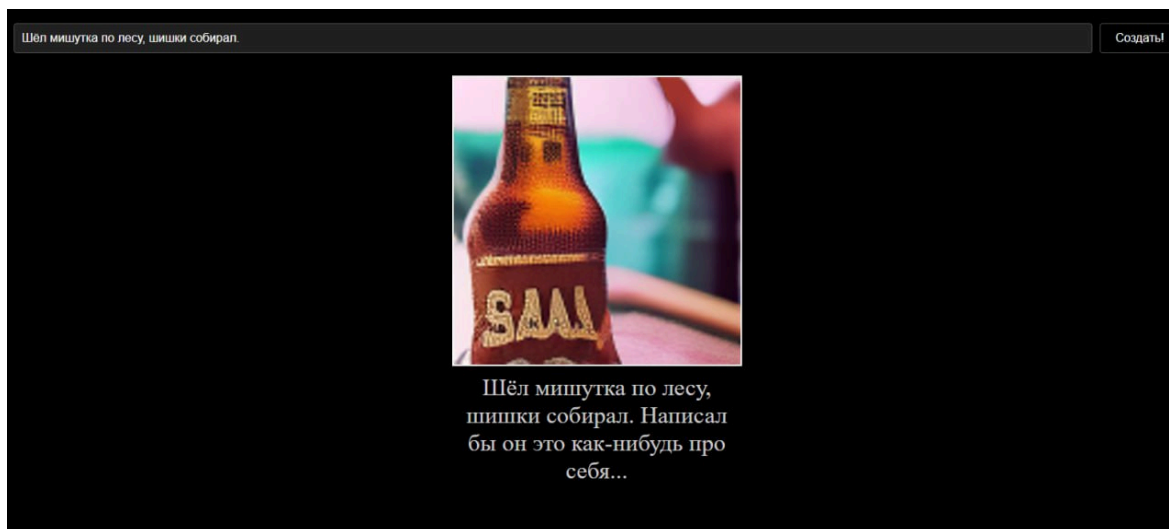 Шёл мишутка по лесу, шишки собирал.
Создать!
Шёл мишутка по лесу,
шишки собирал. Написал
бы он это как-нибудь про
себя...